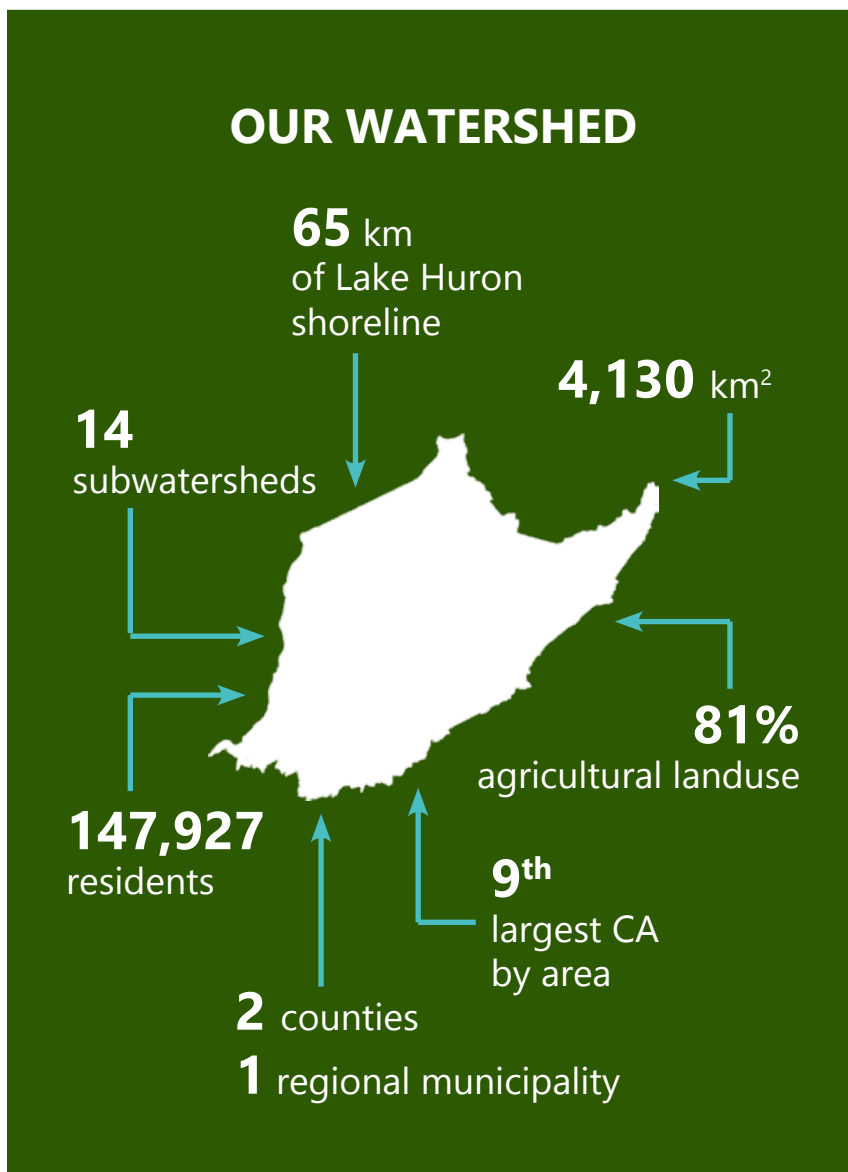 OUR WATERSHED
65 km
of Lake Huron
shoreline
4,130 km²
14
subwatersheds
81%
agricultural landuse
147,927
residents
9th
largest CA
by area
2 counties
1 regional municipality